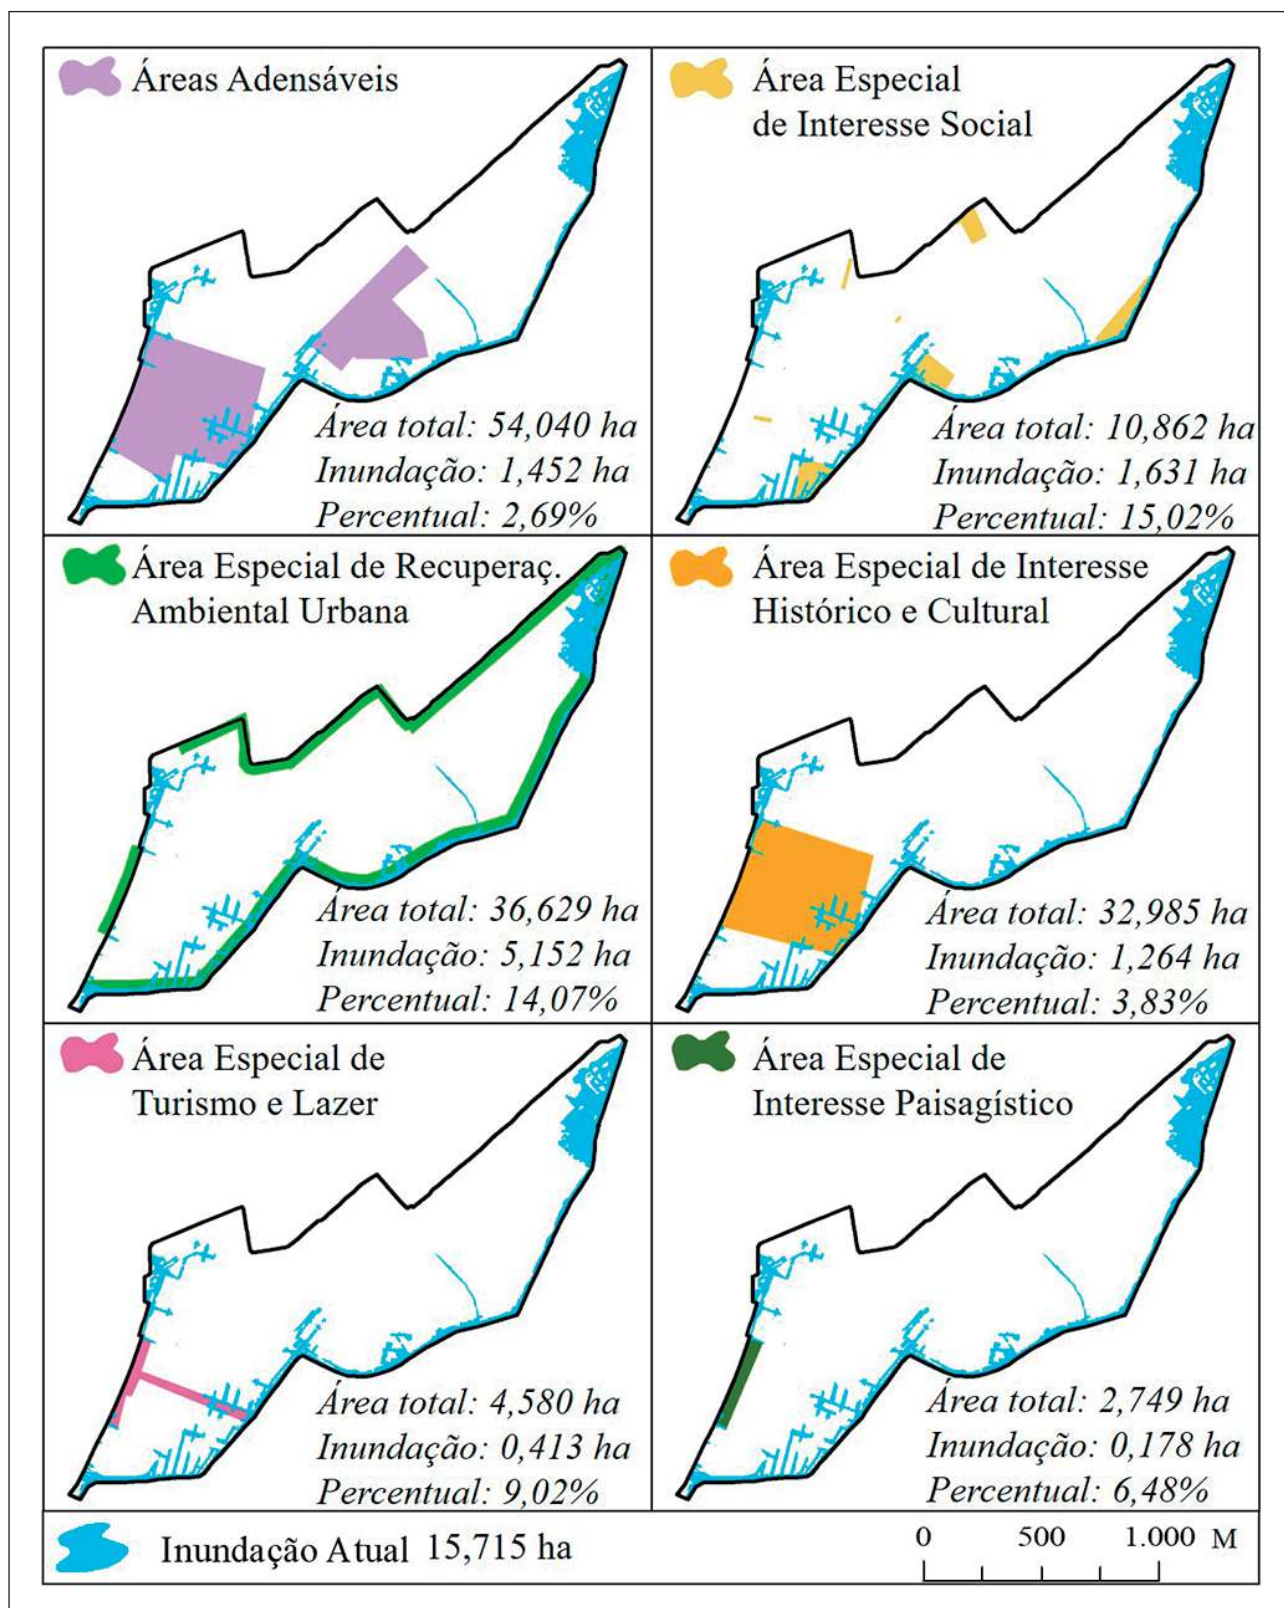 Áreas Adensáveis
Área total: 54,040 ha
Inundação: 1,452 ha
Percentual: 2,69%
Área Especial
de Interesse Social
Área total: 10,862 ha
Inundação: 1,631 ha
Percentual: 15,02%
Área Especial de Recuperaç.
Ambiental Urbana
Área total: 36,629 ha
Inundação: 5,152 ha
Percentual: 14,07%
Área Especial de Interesse
Histórico e Cultural
Área total: 32,985 ha
Inundação: 1,264 ha
Percentual: 3,83%
Área Especial de
Turismo e Lazer
Área total: 4,580 ha
Inundação: 0,413 ha
Percentual: 9,02%
Área Especial de
Interesse Paisagístico
Área total: 2,749 ha
Inundação: 0,178 ha
Percentual: 6,48%
Inundação Atual 15,715 ha
0 500 1.000 M